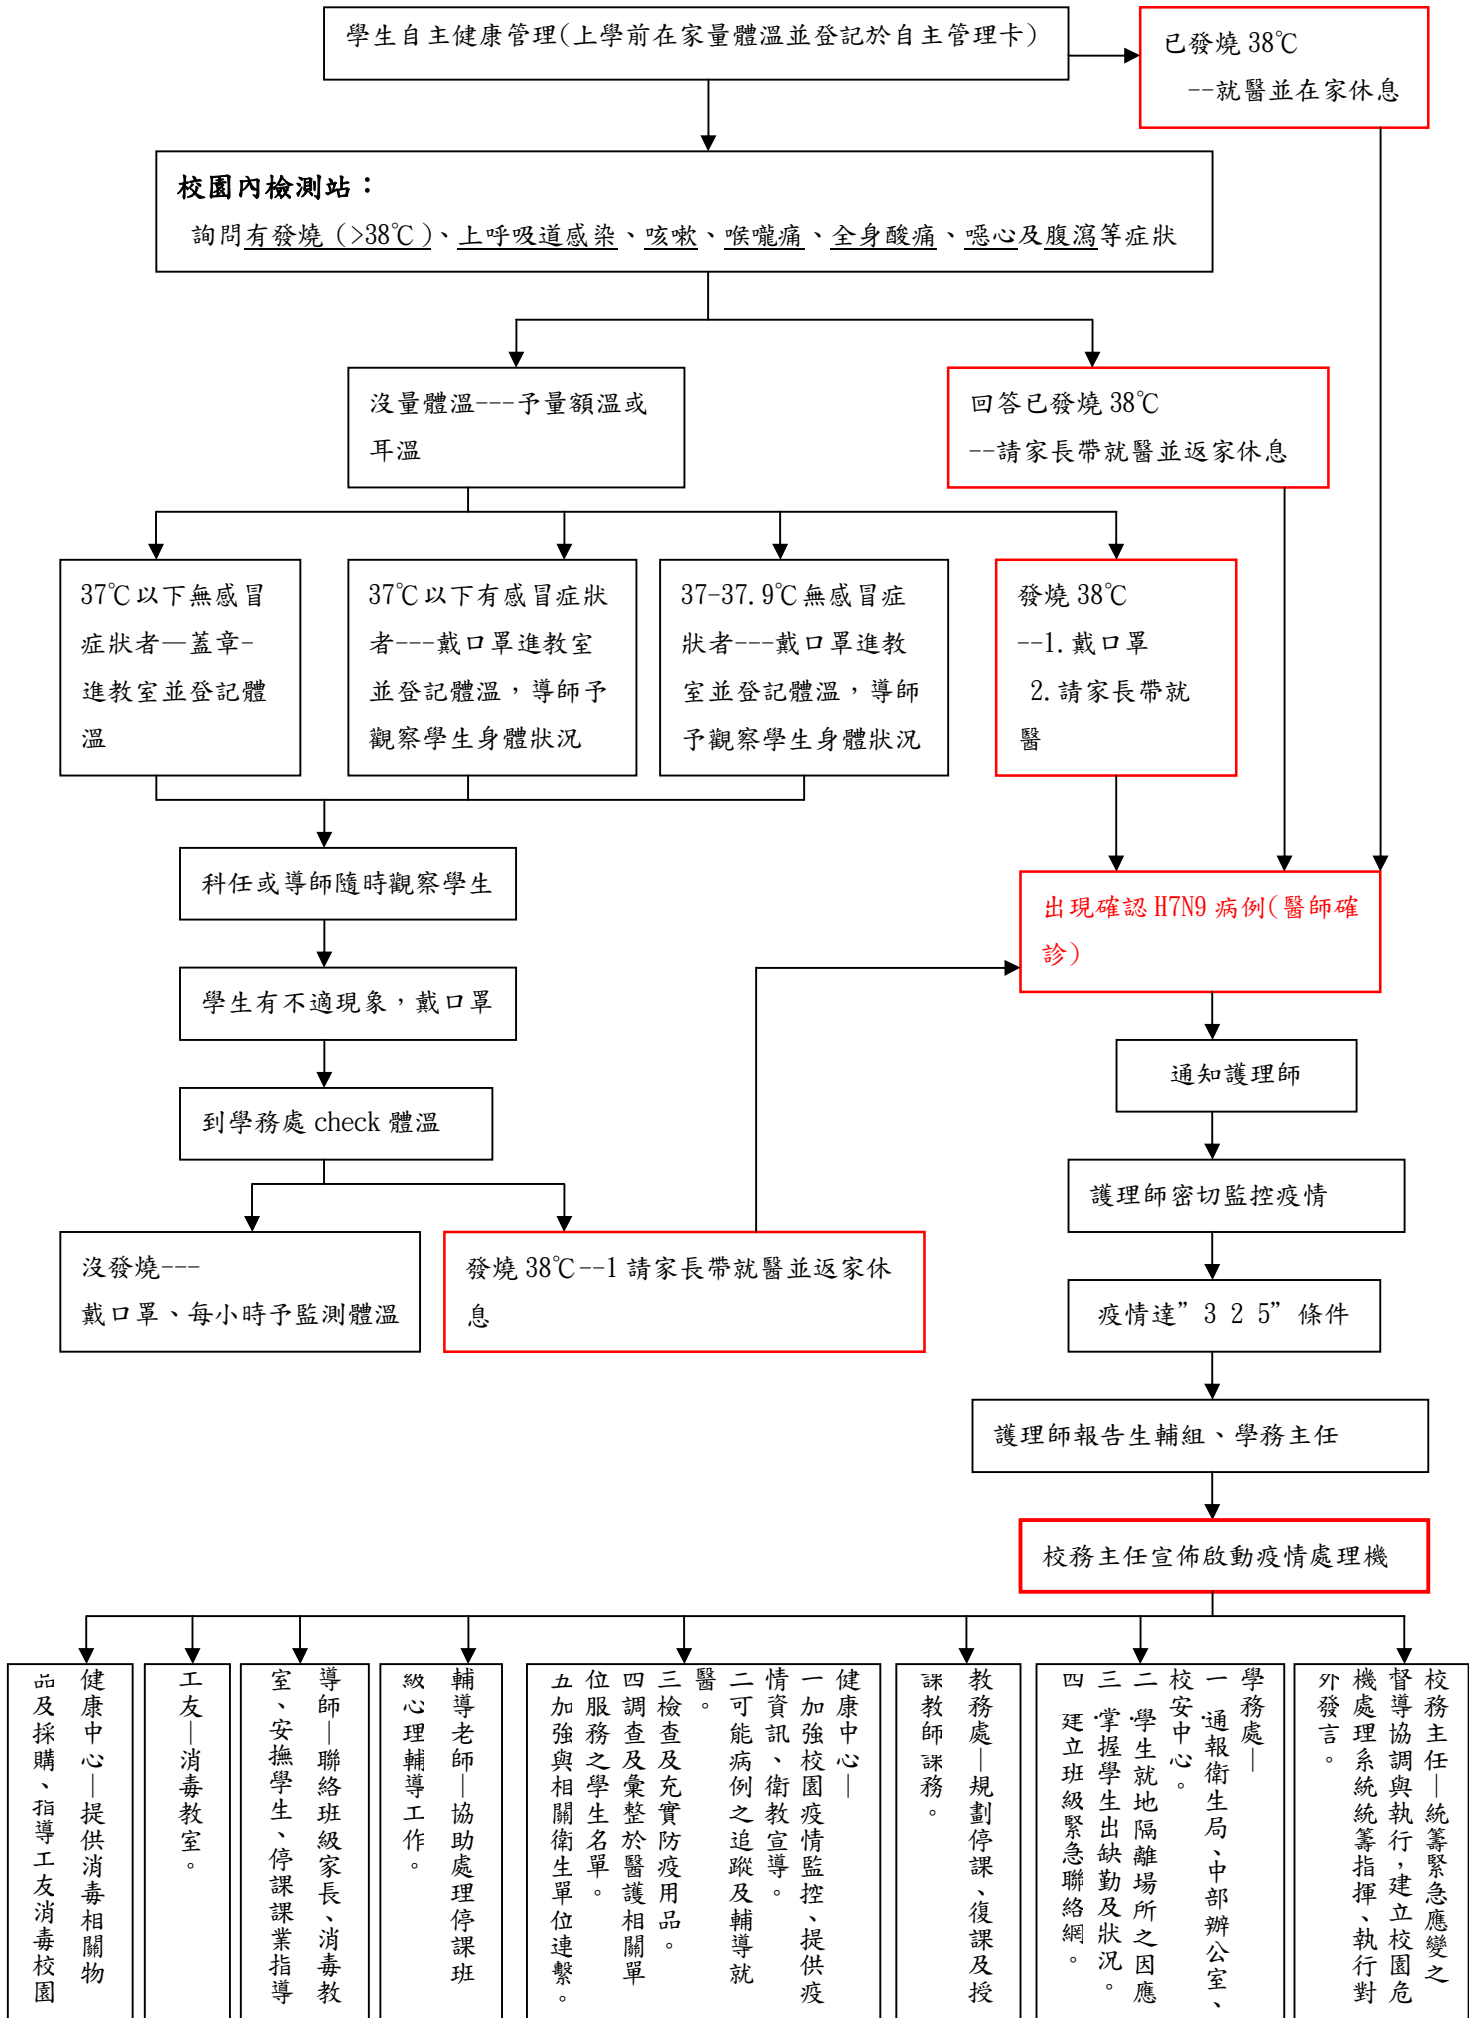 學生自主健康管理(上學前在家量體溫並登記於自主管理卡)
已發燒 38℃
--就醫並在家休息
校園內檢測站：
詢問有發燒（>38℃）、上呼吸道感染、咳嗽、喉嚨痛、全身酸痛、噁心及腹瀉等症狀
沒量體溫---予量額溫或
耳溫
回答已發燒 38℃
--請家長帶就醫並返家休息
37℃以下無感冒
症狀者—蓋章-
進教室並登記體
溫
37℃以下有感冒症狀
者---戴口罩進教室
並登記體溫，導師予
觀察學生身體狀況
37-37.9℃無感冒症
狀者---戴口罩進教
室並登記體溫，導師
予觀察學生身體狀況
發燒 38℃
--1.戴口罩
2.請家長帶就
醫
科任或導師隨時觀察學生
出現確認 H7N9 病例(醫師確
診)
學生有不適現象，戴口罩
通知護理師
到學務處 check 體溫
護理師密切監控疫情
沒發燒---
戴口罩、每小時予監測體溫
發燒 38℃--1 請家長帶就醫並返家休
息
疫情達”3 2 5”條件
護理師報告生輔組、學務主任
校務主任宣佈啟動疫情處理機
校務主任—統籌緊急應變之
督導協調與執行，建立校園危
機處理系統統籌指揮、執行對
外發言。
學務處—
一.通報衛生局、中部辦公室、
校安中心。
二.學生就地隔離場所之因應
三.掌握學生出缺勤及狀況。
四 建立班級緊急聯絡網。
教務處—規劃停課、復課及授
課教師課務。
健康中心—
一加強校園疫情監控、提供疫
情資訊、衛教宣導。
二可能病例之追蹤及輔導就
醫。
三檢查及充實防疫用品。
四調查及彙整於醫護相關單
位服務之學生名單。
五加強與相關衛生單位連繫。
輔導老師—協助處理停課班
級心理輔導工作。
導師—聯絡班級家長、消毒教
室、安撫學生、停課課業指導
工友—消毒教室。
健康中心—提供消毒相關物
品及採購、指導工友消毒校園